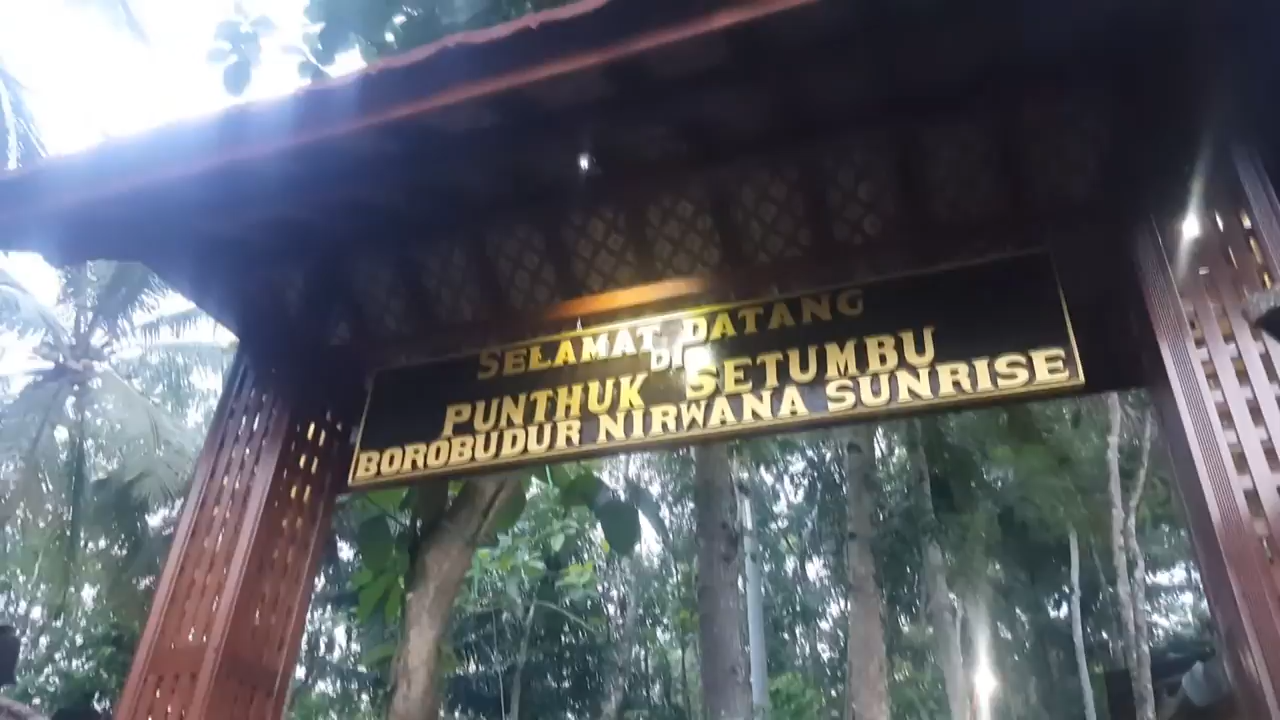 SELAMAT DATANG
DI
PUNTHUK SETUMBU
BOROBUDUR NIRWANA SUNRISE